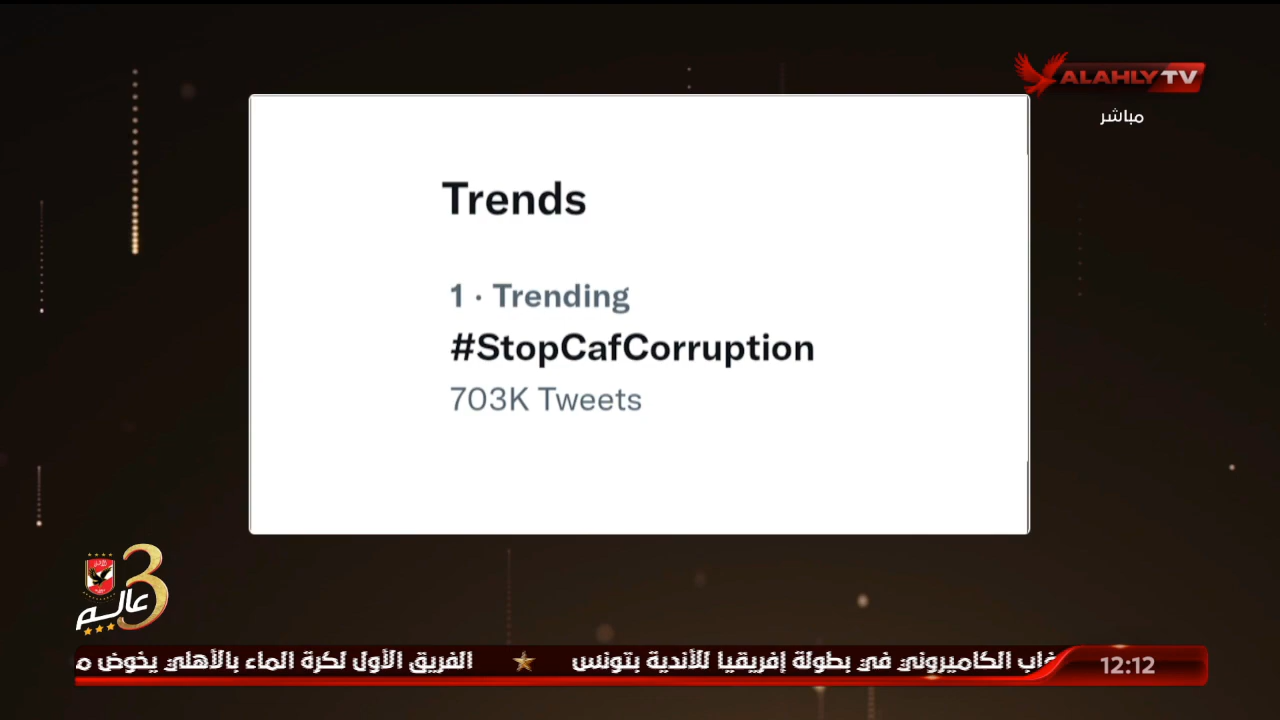 ALAHLY TV
مباشر
Trends
1 · Trending
#StopCafCorruption
703K Tweets
3
عالم
الكاميروني في بطولة إفريقيا للأندية بتونس ★ الفريق الأول لكرة الماء بالأهلي يخوض
12:12